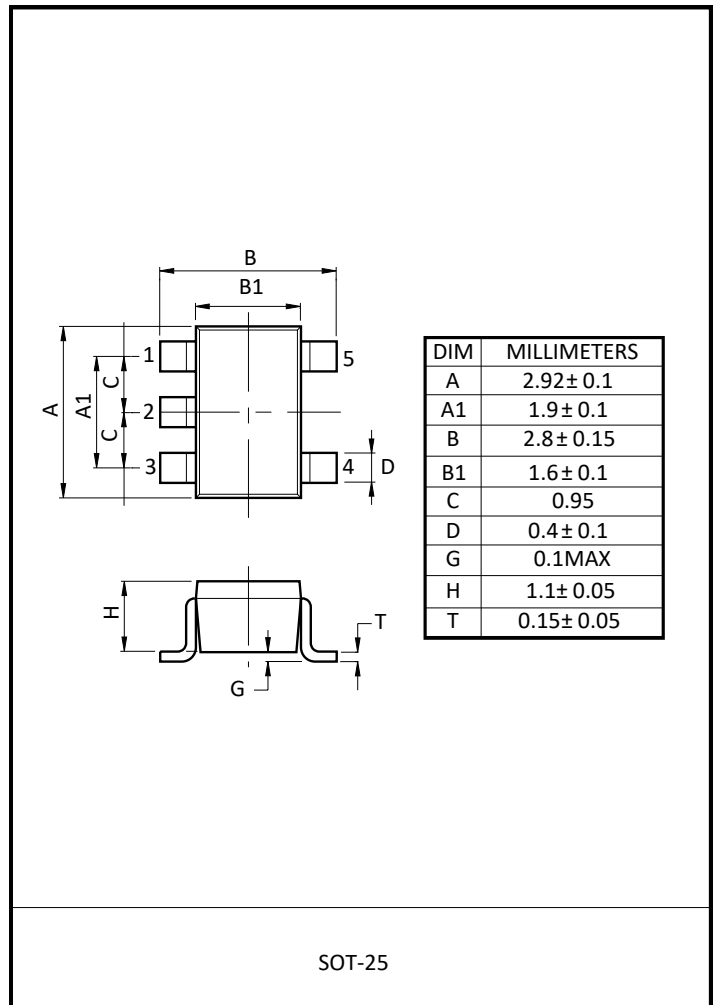 B
B1
1
5
A
A1
C
2
C
3
4
D
H
T
G
DIM MILLIMETERS
A 2.92± 0.1
A1 1.9± 0.1
B 2.8± 0.15
B1 1.6± 0.1
C 0.95
D 0.4± 0.1
G 0.1MAX
H 1.1± 0.05
T 0.15± 0.05
SOT-25